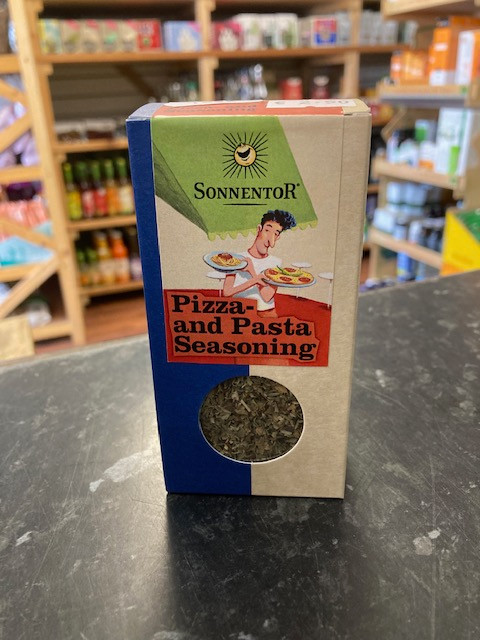 SONNENTOR®
Pizza-
and Pasta
Seasoning